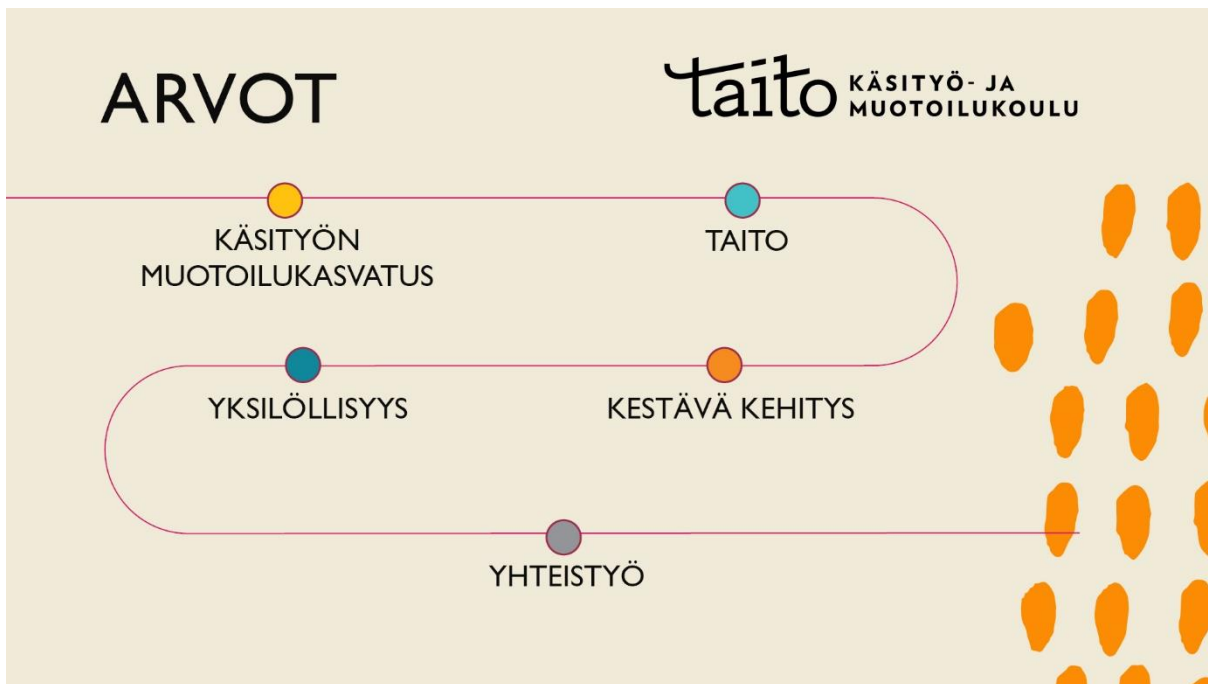 ARVOT
taito KÄSITYÖ- JA
MUOTOILUKOULU
KÄSITYÖN
MUOTOILUKASVATUS
TAITO
YKSILÖLLISYYS
KESTÄVÄ KEHITYS
YHTEISTYÖ